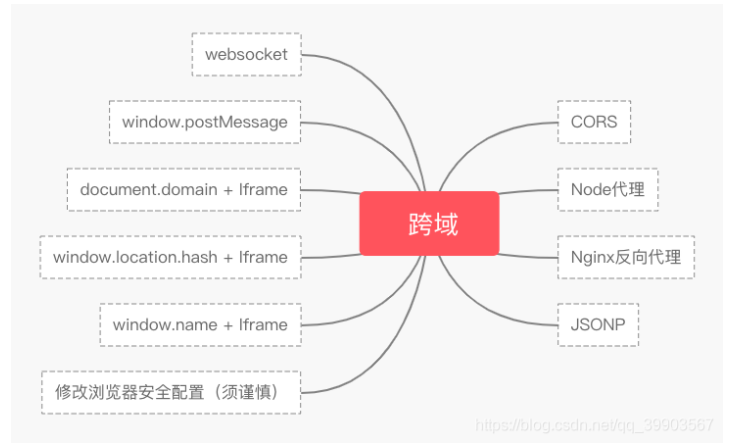 websocket
window.postMessage
document.domain + Iframe
window.location.hash + Iframe
window.name + Iframe
修改浏览器安全配置（须谨慎）
跨域
CORS
Node代理
Nginx反向代理
JSONP
https://blog.csdn.net/qq_39903567